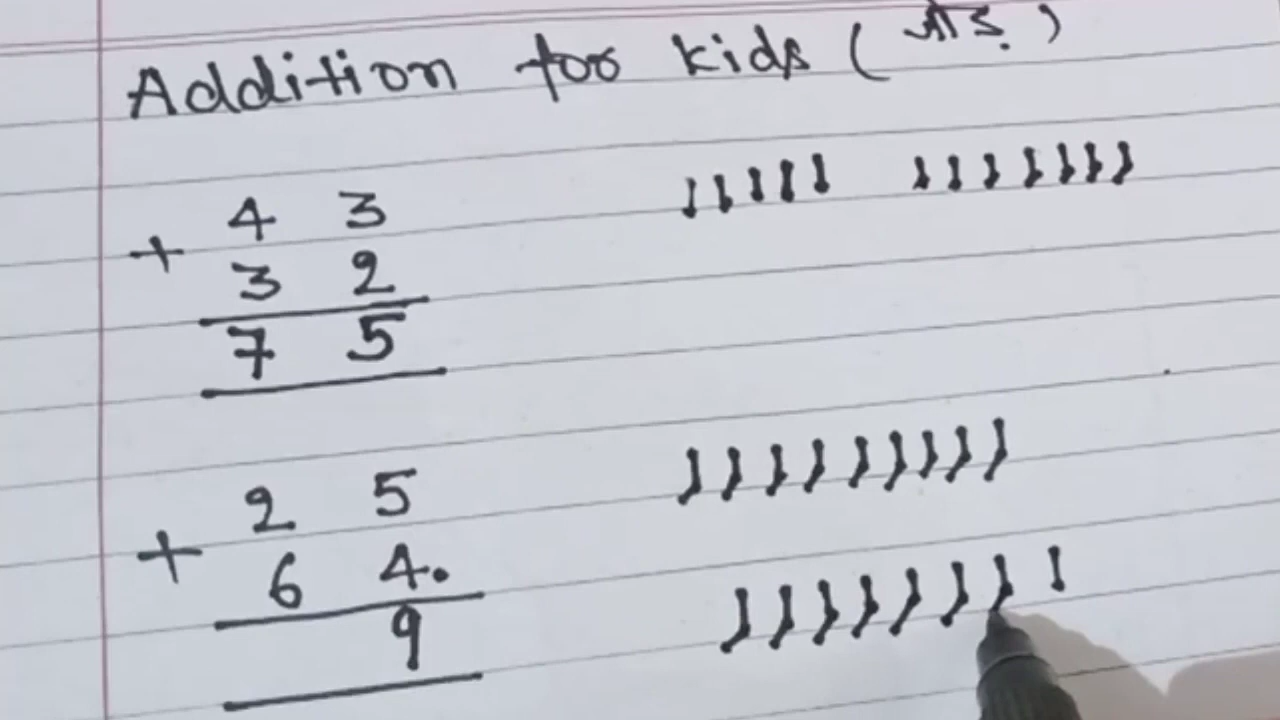 Addition for kids ( যোগ )
4 3
+ 3 2
7 5
2 5
+ 6 4.
9